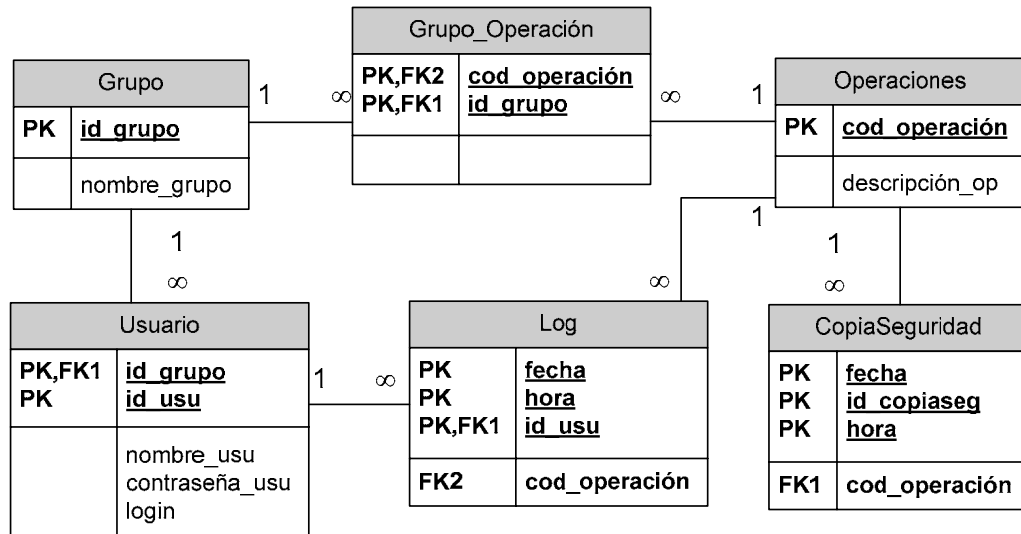 Grupo
PK id_grupo
nombre_grupo
1 ∞
Grupo_Operación
PK,FK2 cod_operación
PK,FK1 id_grupo
∞ 1
Operaciones
PK cod_operación
descripción_op
1
∞
1
∞
1
∞
Usuario
PK,FK1 id_grupo
PK id_usu
nombre_usu
contraseña_usu
login
1 ∞
Log
PK fecha
PK hora
PK,FK1 id_usu
FK2 cod_operación
CopiaSeguridad
PK fecha
PK id_copiaseg
PK hora
FK1 cod_operación